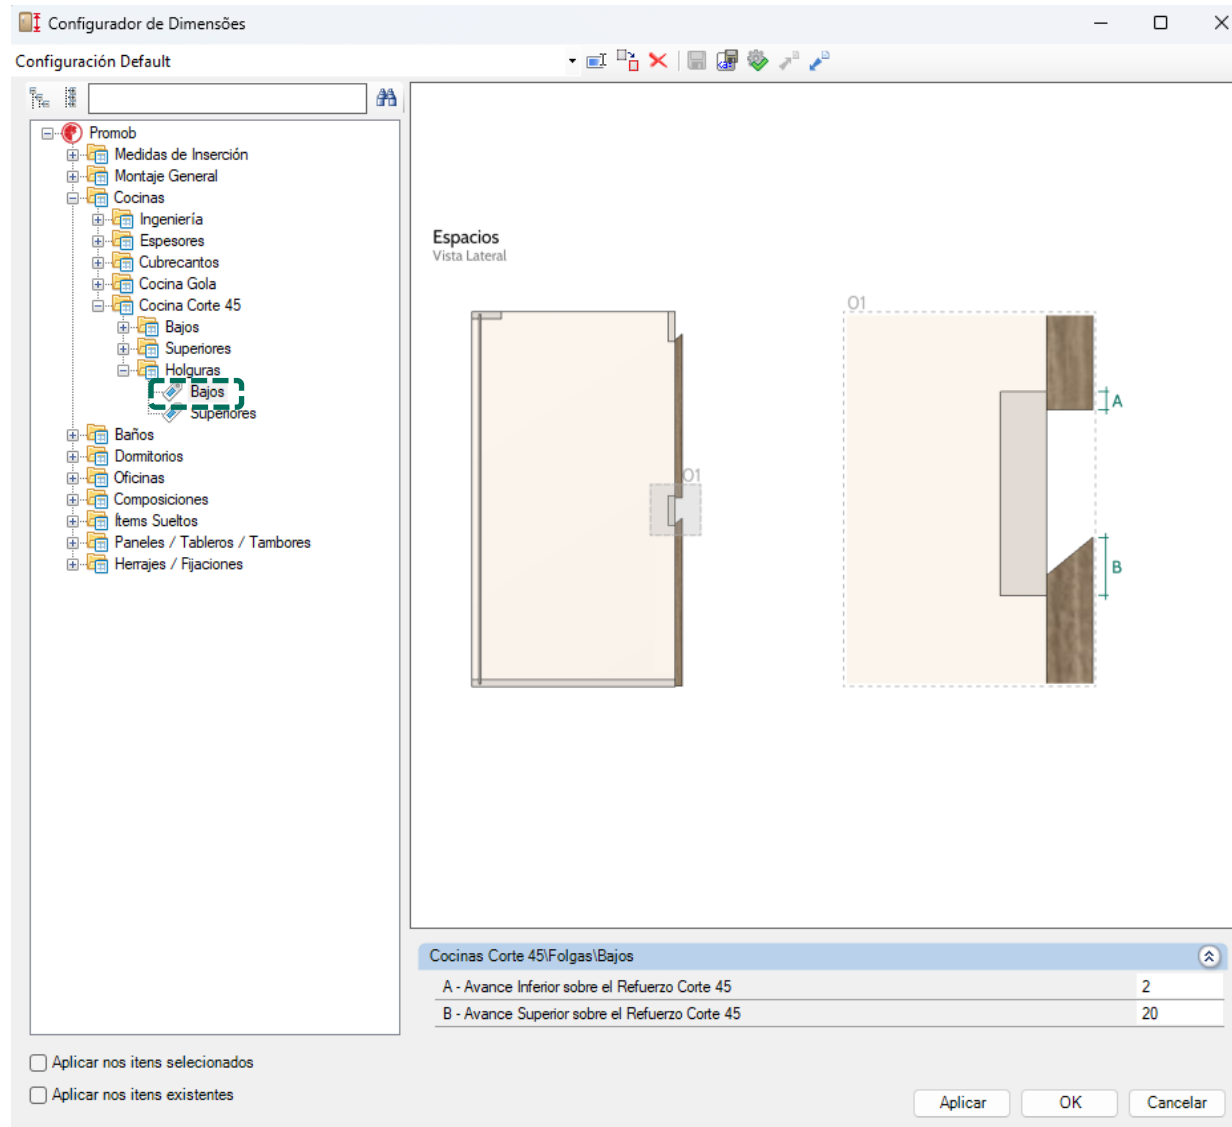 Configurador de Dimensões
Configuración Default
Promob
Medidas de Inserción
Montaje General
Cocinas
Ingeniería
Espesores
Cubrecantos
Cocina Gola
Cocina Corte 45
Bajos
Superiores
Holguras
Bajos
Superiores
Baños
Dormitorios
Oficinas
Composiciones
Ítems Sueltos
Paneles / Tableros / Tambores
Herrajes / Fijaciones
Espacios
Vista Lateral
01
01
A
B
Cocinas Corte 45\Folgas\Bajos
A - Avance Inferior sobre el Refuerzo Corte 45 2
B - Avance Superior sobre el Refuerzo Corte 45 20
Aplicar nos itens selecionados
Aplicar nos itens existentes
Aplicar OK Cancelar